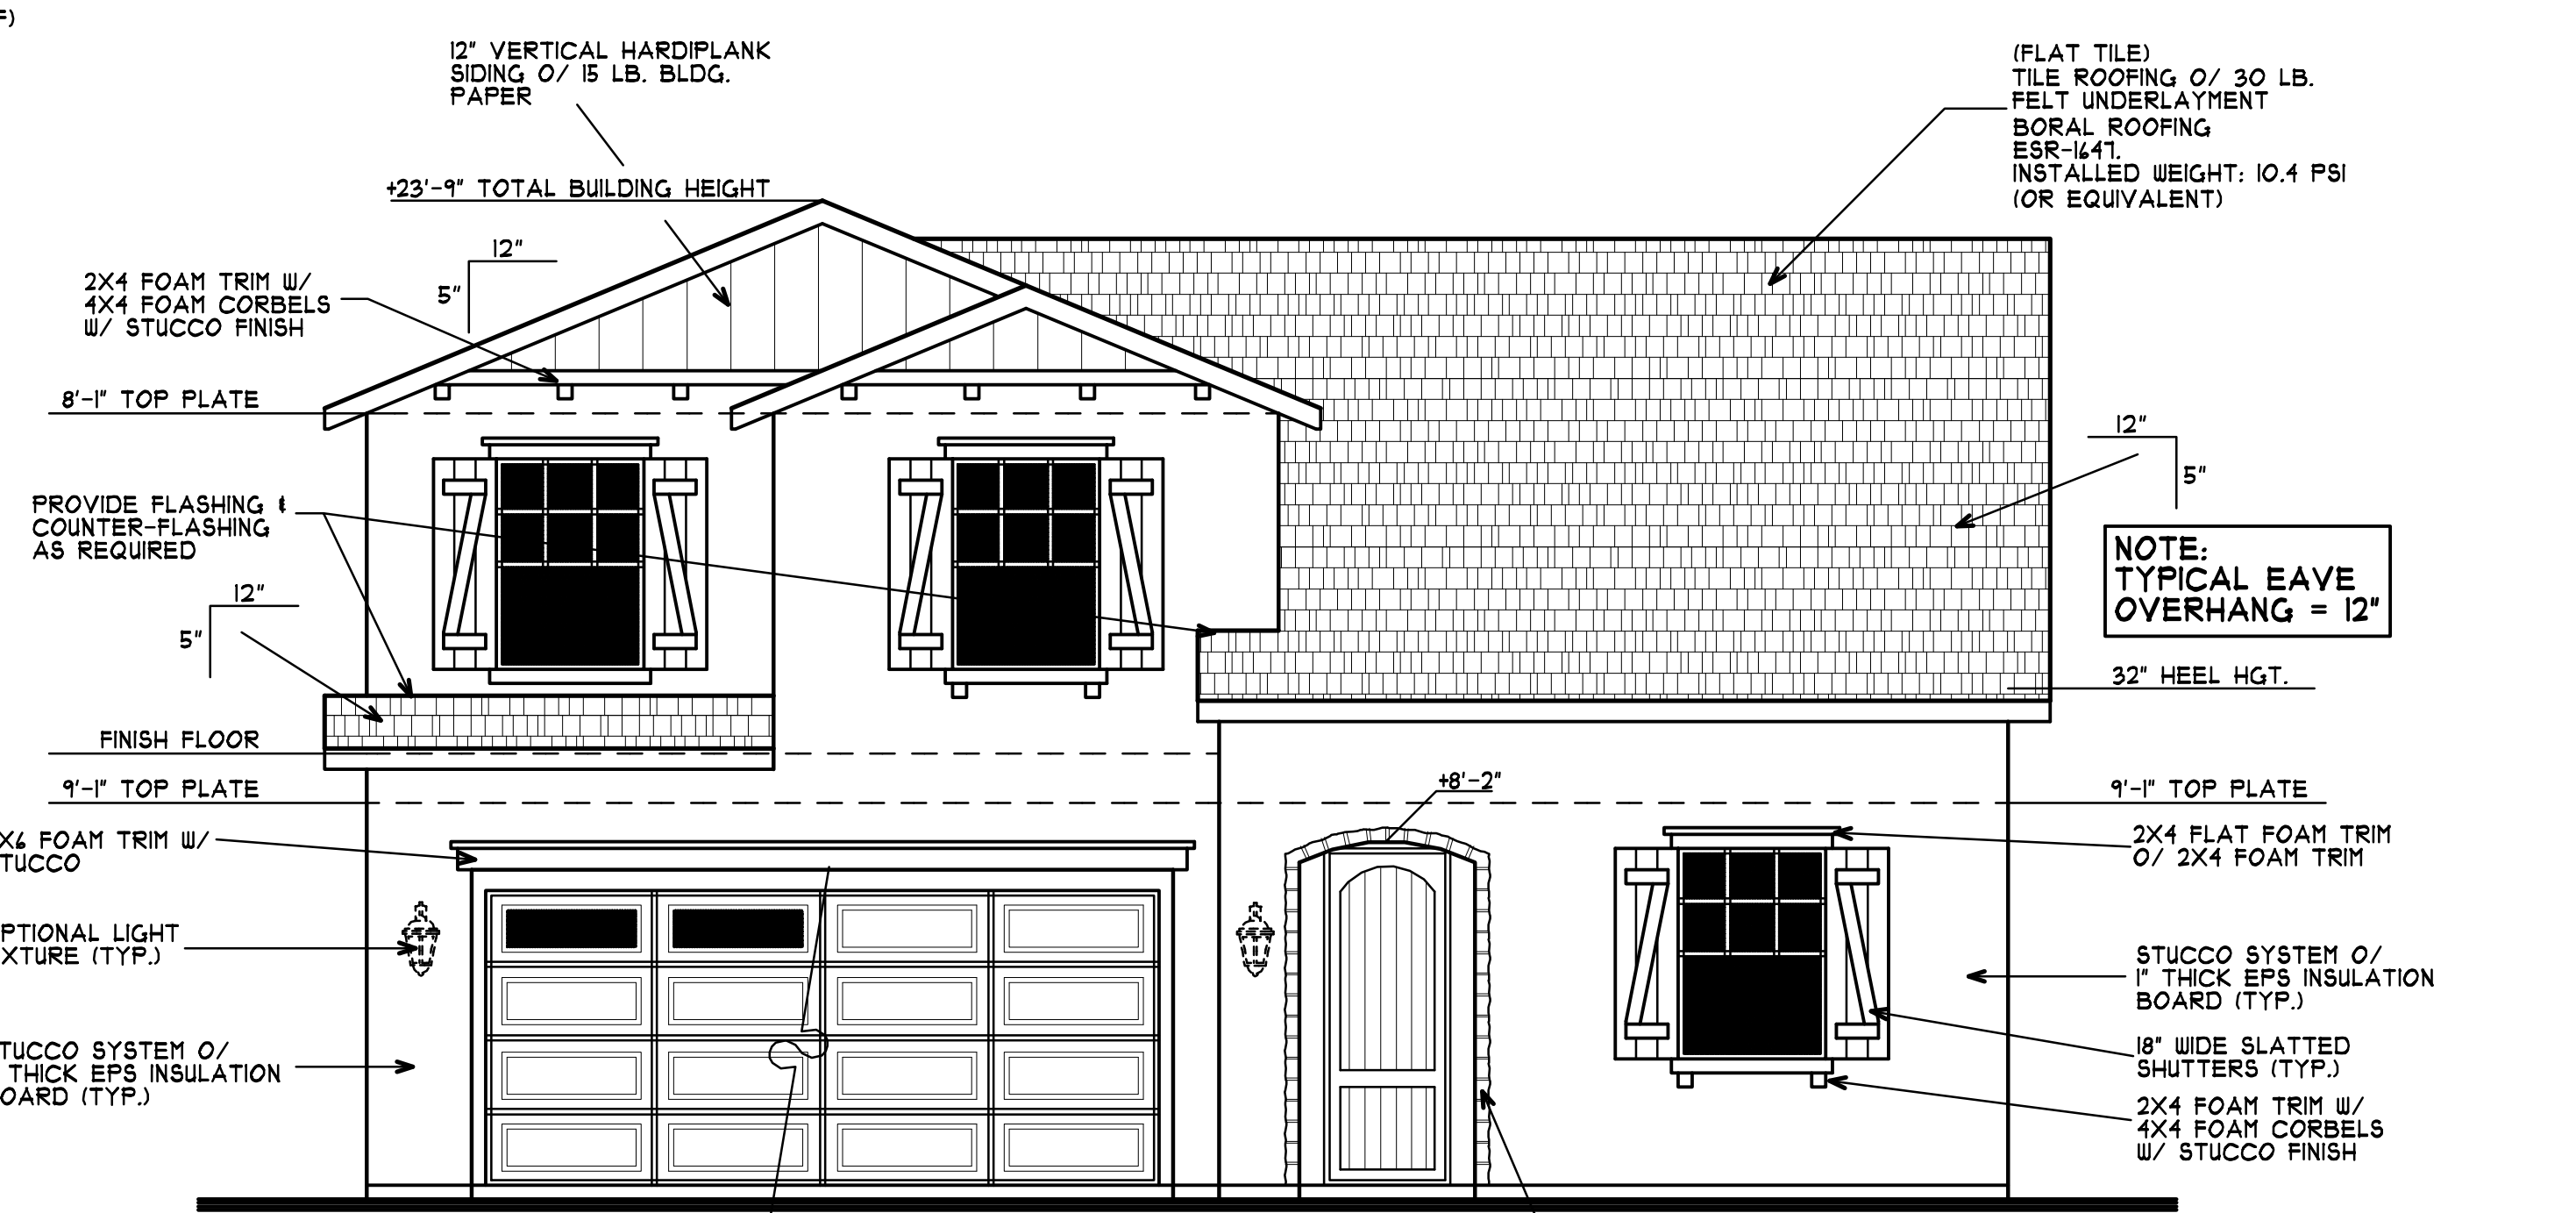 F)
12" VERTICAL HARDIPLANK
SIDING O/ 15 LB. BLDG.
PAPER
+23'-9" TOTAL BUILDING HEIGHT
12"
5"
2X4 FOAM TRIM W/
4X4 FOAM CORBELS
W/ STUCCO FINISH
8'-1" TOP PLATE
PROVIDE FLASHING &
COUNTER-FLASHING
AS REQUIRED
12"
5"
FINISH FLOOR
9'-1" TOP PLATE
X6 FOAM TRIM W/
TUCCO
PTIONAL LIGHT
XTURE (TYP.)
TUCCO SYSTEM O/
THICK EPS INSULATION
OARD (TYP.)
+8'-2"
(FLAT TILE)
TILE ROOFING O/ 30 LB.
FELT UNDERLAYMENT
BORAL ROOFING
ESR-1647.
INSTALLED WEIGHT: 10.4 PSI
(OR EQUIVALENT)
12"
5"
NOTE:
TYPICAL EAVE
OVERHANG = 12"
32" HEEL HGT.
9'-1" TOP PLATE
2X4 FLAT FOAM TRIM
O/ 2X4 FOAM TRIM
STUCCO SYSTEM O/
1" THICK EPS INSULATION
BOARD (TYP.)
18" WIDE SLATTED
SHUTTERS (TYP.)
2X4 FOAM TRIM W/
4X4 FOAM CORBELS
W/ STUCCO FINISH